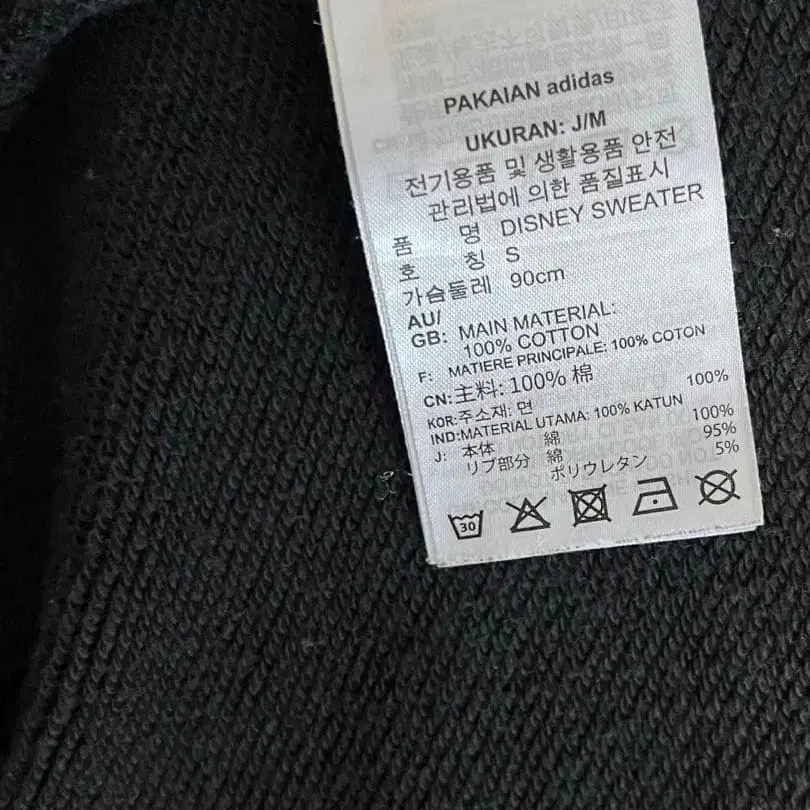 PAKAIAN adidas
UKURAN: J/M
전기용품 및 생활용품 안전
관리법에 의한 품질표시
품 명 DISNEY SWEATER
호 칭 S
가슴둘레 90cm
AU/
GB: MAIN MATERIAL:
100% COTTON
F: MATIERE PRINCIPALE: 100% COTON
CN:主料: 100% 棉
KOR:주소재: 면 100%
IND:MATERIAL UTAMA: 100% KATUN
J: 本体 綿 100%
リブ部分 綿 95%
ポリウレタン 5%
30